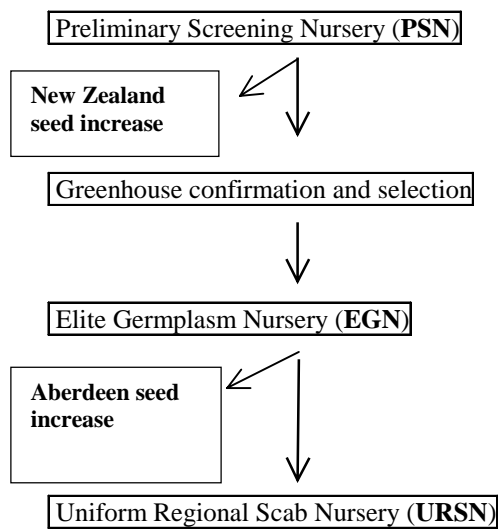 Preliminary Screening Nursery (PSN)
New Zealand
seed increase
Greenhouse confirmation and selection
Elite Germplasm Nursery (EGN)
Aberdeen seed
increase
Uniform Regional Scab Nursery (URSN)